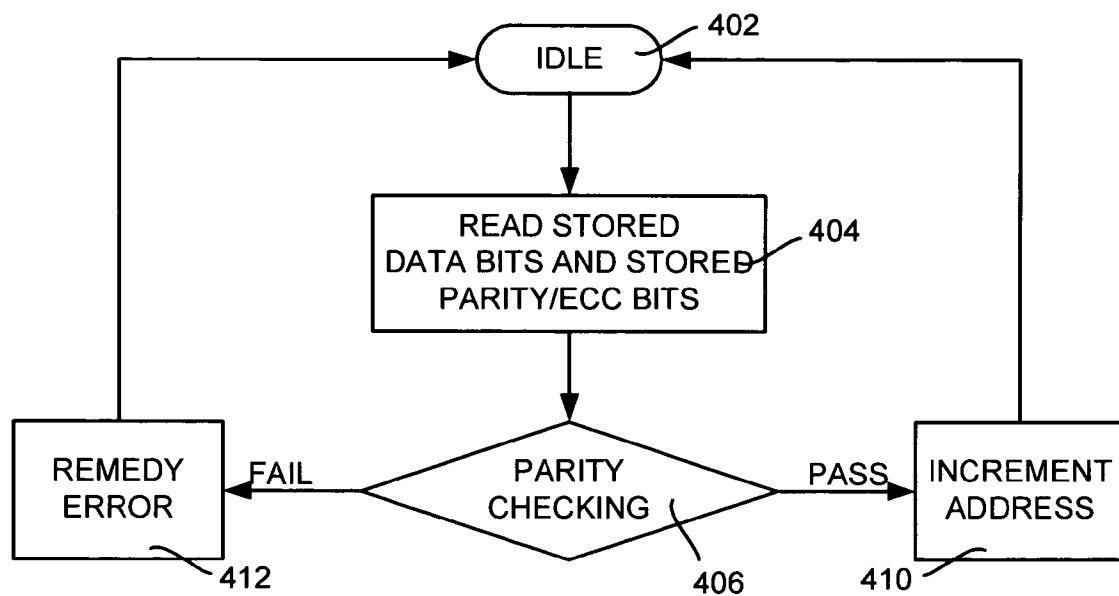 402
IDLE
READ STORED
DATA BITS AND STORED
PARITY/ECC BITS
404
REMEDY
ERROR
FAIL
PARITY
CHECKING
PASS
INCREMENT
ADDRESS
412
406
410